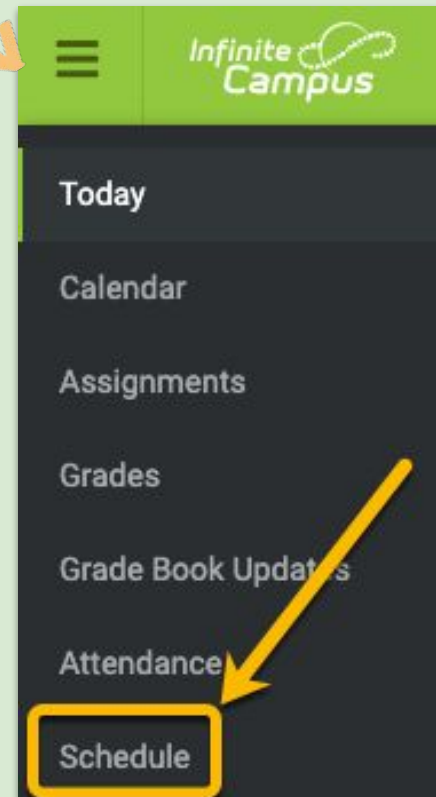 Infinite
Campus
Today
Calendar
Assignments
Grades
Grade Book Updates
Attendance
Schedule